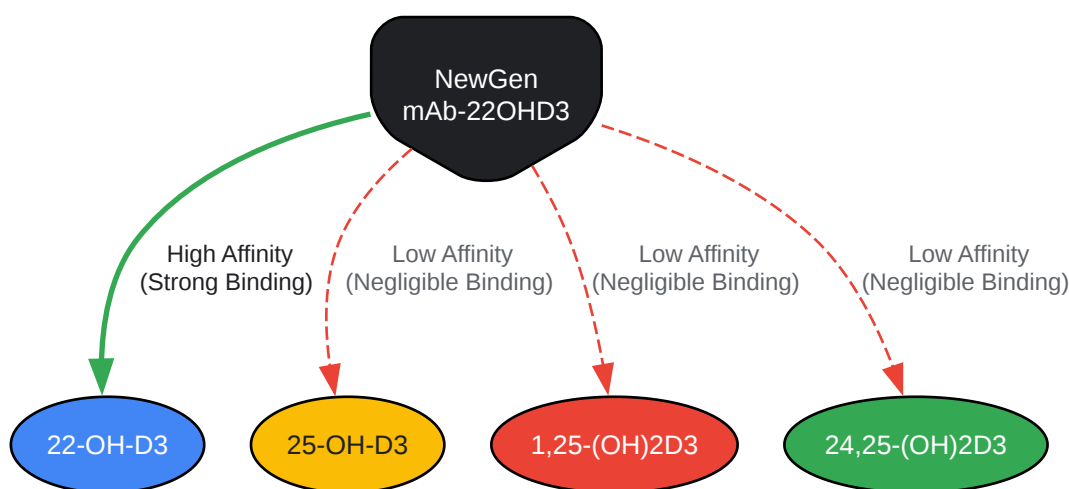 NewGen
mAb-22OHD3
High Affinity
(Strong Binding)
Low Affinity
(Negligible Binding)
Low Affinity
(Negligible Binding)
Low Affinity
(Negligible Binding)
22-OH-D3
25-OH-D3
1,25-(OH)2D3
24,25-(OH)2D3